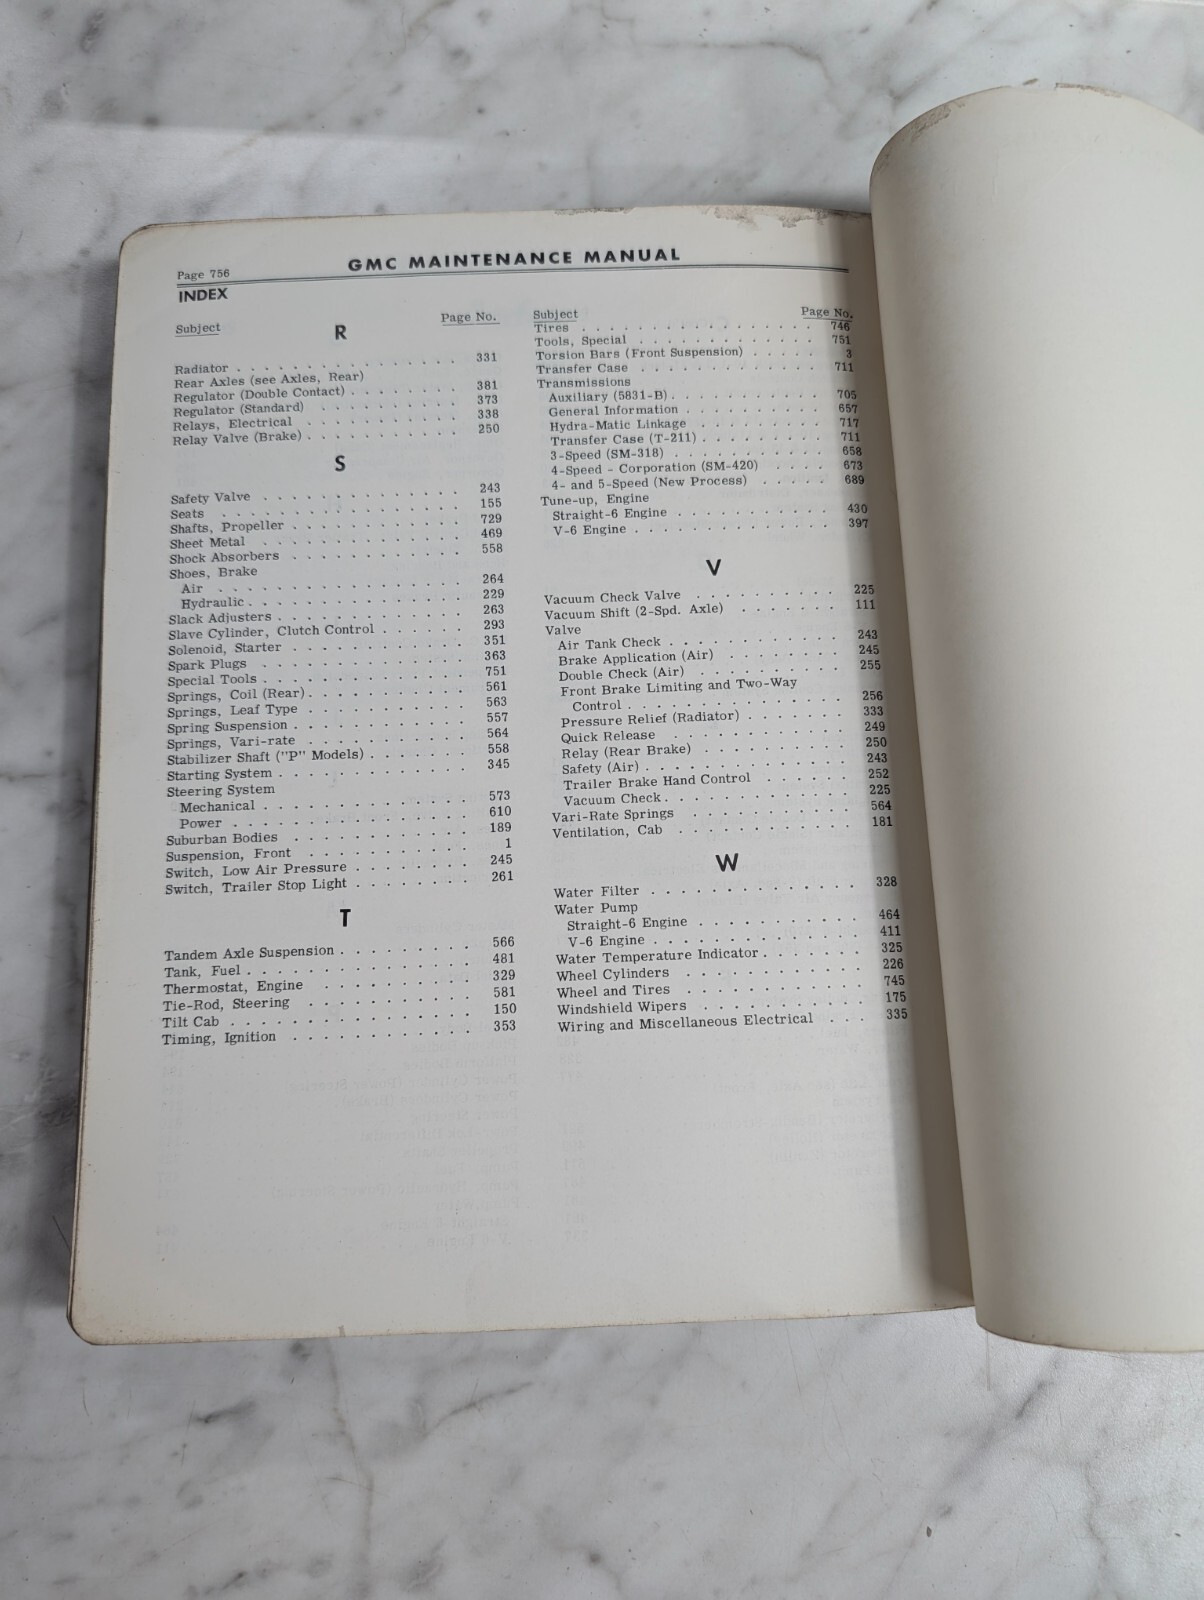 Page 756
GMC MAINTENANCE MANUAL
INDEX
Subject Page No.
R
Radiator . . . . . . . . . . . . . . . . 331
Rear Axles (see Axles, Rear)
Regulator (Double Contact) . . . . . . . . 381
Regulator (Standard) . . . . . . . . . . 373
Relays, Electrical . . . . . . . . . . . 338
Relay Valve (Brake) . . . . . . . . . . . 250
S
Safety Valve . . . . . . . . . . . . . . 243
Seats . . . . . . . . . . . . . . . . 155
Shafts, Propeller . . . . . . . . . . . . 729
Sheet Metal . . . . . . . . . . . . . . 469
Shock Absorbers . . . . . . . . . . . . 558
Shoes, Brake
Air . . . . . . . . . . . . . . . . 264
Hydraulic . . . . . . . . . . . . . . 229
Slack Adjusters . . . . . . . . . . . . . 263
Slave Cylinder, Clutch Control . . . . . . 293
Solenoid, Starter . . . . . . . . . . . . 351
Spark Plugs . . . . . . . . . . . . . . 363
Special Tools . . . . . . . . . . . . . . 751
Springs, Coil (Rear) . . . . . . . . . . . 561
Springs, Leaf Type . . . . . . . . . . . 563
Spring Suspension . . . . . . . . . . . . 557
Springs, Vari-rate . . . . . . . . . . . 564
Stabilizer Shaft ("P" Models) . . . . . . 558
Starting System . . . . . . . . . . . . . 345
Steering System
Mechanical . . . . . . . . . . . . . . 573
Power . . . . . . . . . . . . . . . 610
Suburban Bodies . . . . . . . . . . . . 189
Suspension, Front . . . . . . . . . . . 1
Switch, Low Air Pressure . . . . . . . . 245
Switch, Trailer Stop Light . . . . . . . . 261
T
Tandem Axle Suspension . . . . . . . . . 566
Tank, Fuel . . . . . . . . . . . . . . . 481
Thermostat, Engine . . . . . . . . . . 329
Tie-Rod, Steering . . . . . . . . . . . 581
Tilt Cab . . . . . . . . . . . . . . . . 150
Timing, Ignition . . . . . . . . . . . . 353
Subject Page No.
Tires . . . . . . . . . . . . . . . . . 746
Tools, Special . . . . . . . . . . . . . 751
Torsion Bars (Front Suspension) . . . . . 3
Transfer Case . . . . . . . . . . . . . 711
Transmissions
Auxiliary (5831-B) . . . . . . . . . . . 705
General Information . . . . . . . . . . 657
Hydra-Matic Linkage . . . . . . . . . 717
Transfer Case (T-211) . . . . . . . . . 711
3-Speed (SM-318) . . . . . . . . . . . 658
4-Speed - Corporation (SM-420) . . . . 673
4- and 5-Speed (New Process) . . . . . 689
Tune-up, Engine
Straight-6 Engine . . . . . . . . . . . 430
V-6 Engine . . . . . . . . . . . . . . 397
V
Vacuum Check Valve . . . . . . . . . . 225
Vacuum Shift (2-Spd. Axle) . . . . . . . 111
Valve
Air Tank Check . . . . . . . . . . . . 243
Brake Application (Air) . . . . . . . . 245
Double Check (Air) . . . . . . . . . . 255
Front Brake Limiting and Two-Way
Control . . . . . . . . . . . . . . . 256
Pressure Relief (Radiator) . . . . . . . 333
Quick Release . . . . . . . . . . . . 249
Relay (Rear Brake) . . . . . . . . . . 250
Safety (Air) . . . . . . . . . . . . . 243
Trailer Brake Hand Control . . . . . . 252
Vacuum Check . . . . . . . . . . . . . 225
Vari-Rate Springs . . . . . . . . . . . 564
Ventilation, Cab . . . . . . . . . . . . 181
W
Water Filter . . . . . . . . . . . . . . 328
Water Pump
Straight-6 Engine . . . . . . . . . . . 464
V-6 Engine . . . . . . . . . . . . . . 411
Water Temperature Indicator . . . . . . . 325
Wheel Cylinders . . . . . . . . . . . . 226
Wheel and Tires . . . . . . . . . . . . 745
Windshield Wipers . . . . . . . . . . . 175
Wiring and Miscellaneous Electrical . . . 335